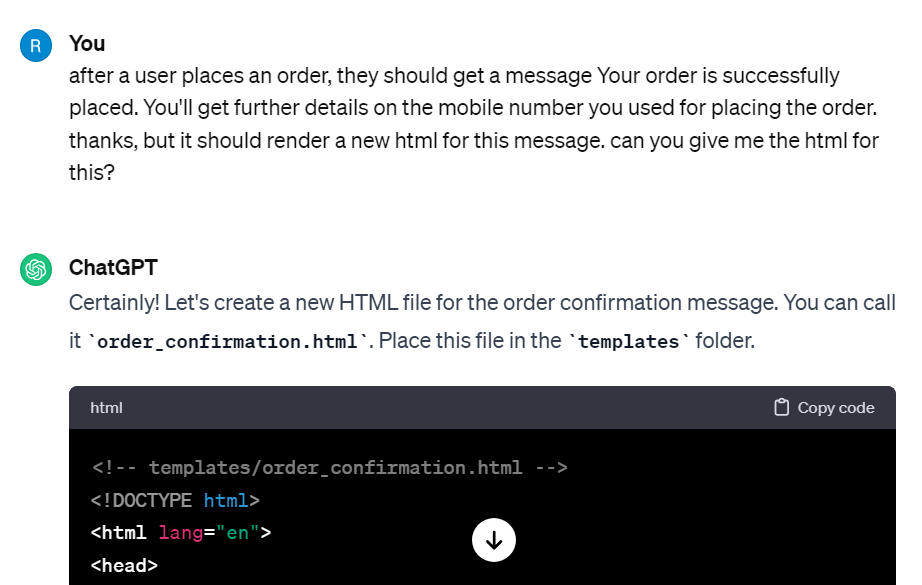 R
You
after a user places an order, they should get a message Your order is successfully
placed. You'll get further details on the mobile number you used for placing the order.
thanks, but it should render a new html for this message. can you give me the html for
this?
ChatGPT
Certainly! Let's create a new HTML file for the order confirmation message. You can call
it `order_confirmation.html`. Place this file in the `templates` folder.
html Copy code
<!-- templates/order_confirmation.html -->
<!DOCTYPE html>
<html lang="en">
<head>